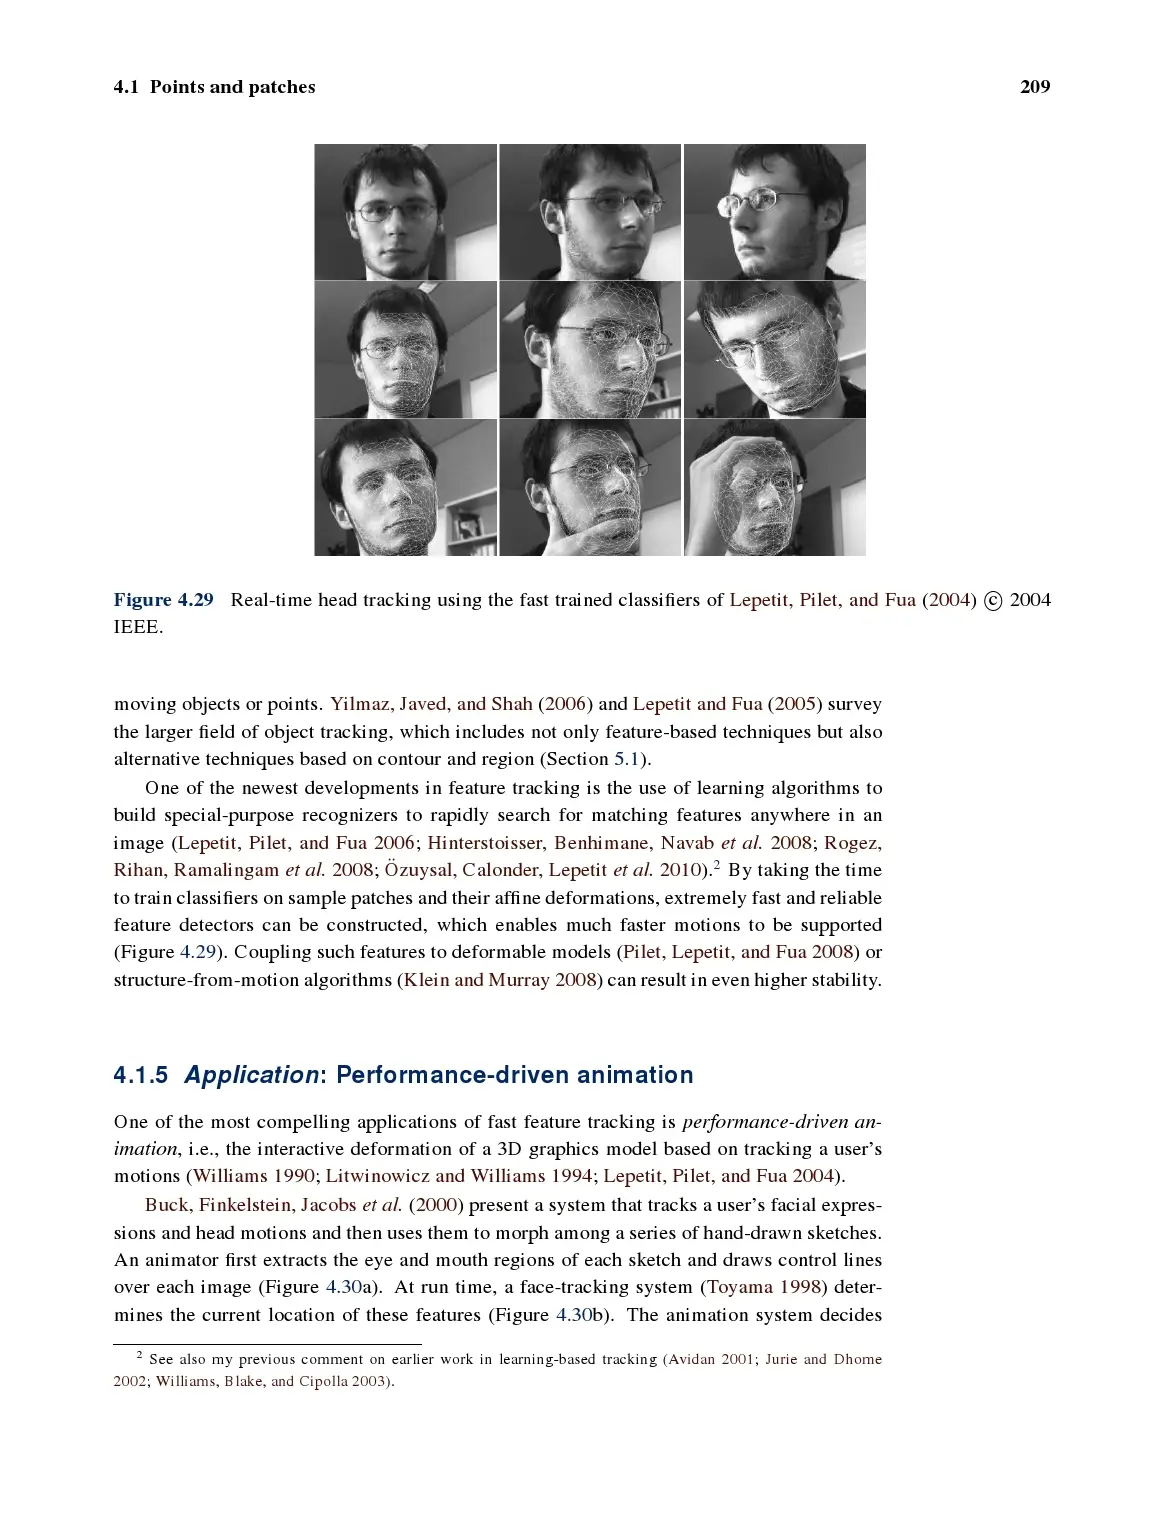 4.1 Points and patches 209
Figure 4.29 Real-time head tracking using the fast trained classifiers of Lepetit, Pilet, and Fua (2004) © 2004
IEEE.
moving objects or points. Yilmaz, Javed, and Shah (2006) and Lepetit and Fua (2005) survey
the larger field of object tracking, which includes not only feature-based techniques but also
alternative techniques based on contour and region (Section 5.1).
One of the newest developments in feature tracking is the use of learning algorithms to
build special-purpose recognizers to rapidly search for matching features anywhere in an
image (Lepetit, Pilet, and Fua 2006; Hinterstoisser, Benhimane, Navab et al. 2008; Rogez,
Rihan, Ramalingam et al. 2008; Özuysal, Calonder, Lepetit et al. 2010).² By taking the time
to train classifiers on sample patches and their affine deformations, extremely fast and reliable
feature detectors can be constructed, which enables much faster motions to be supported
(Figure 4.29). Coupling such features to deformable models (Pilet, Lepetit, and Fua 2008) or
structure-from-motion algorithms (Klein and Murray 2008) can result in even higher stability.
4.1.5 Application: Performance-driven animation
One of the most compelling applications of fast feature tracking is performance-driven an-
imation, i.e., the interactive deformation of a 3D graphics model based on tracking a user's
motions (Williams 1990; Litwinowicz and Williams 1994; Lepetit, Pilet, and Fua 2004).
Buck, Finkelstein, Jacobs et al. (2000) present a system that tracks a user's facial expres-
sions and head motions and then uses them to morph among a series of hand-drawn sketches.
An animator first extracts the eye and mouth regions of each sketch and draws control lines
over each image (Figure 4.30a). At run time, a face-tracking system (Toyama 1998) deter-
mines the current location of these features (Figure 4.30b). The animation system decides
² See also my previous comment on earlier work in learning-based tracking (Avidan 2001; Jurie and Dhome
2002; Williams, Blake, and Cipolla 2003).